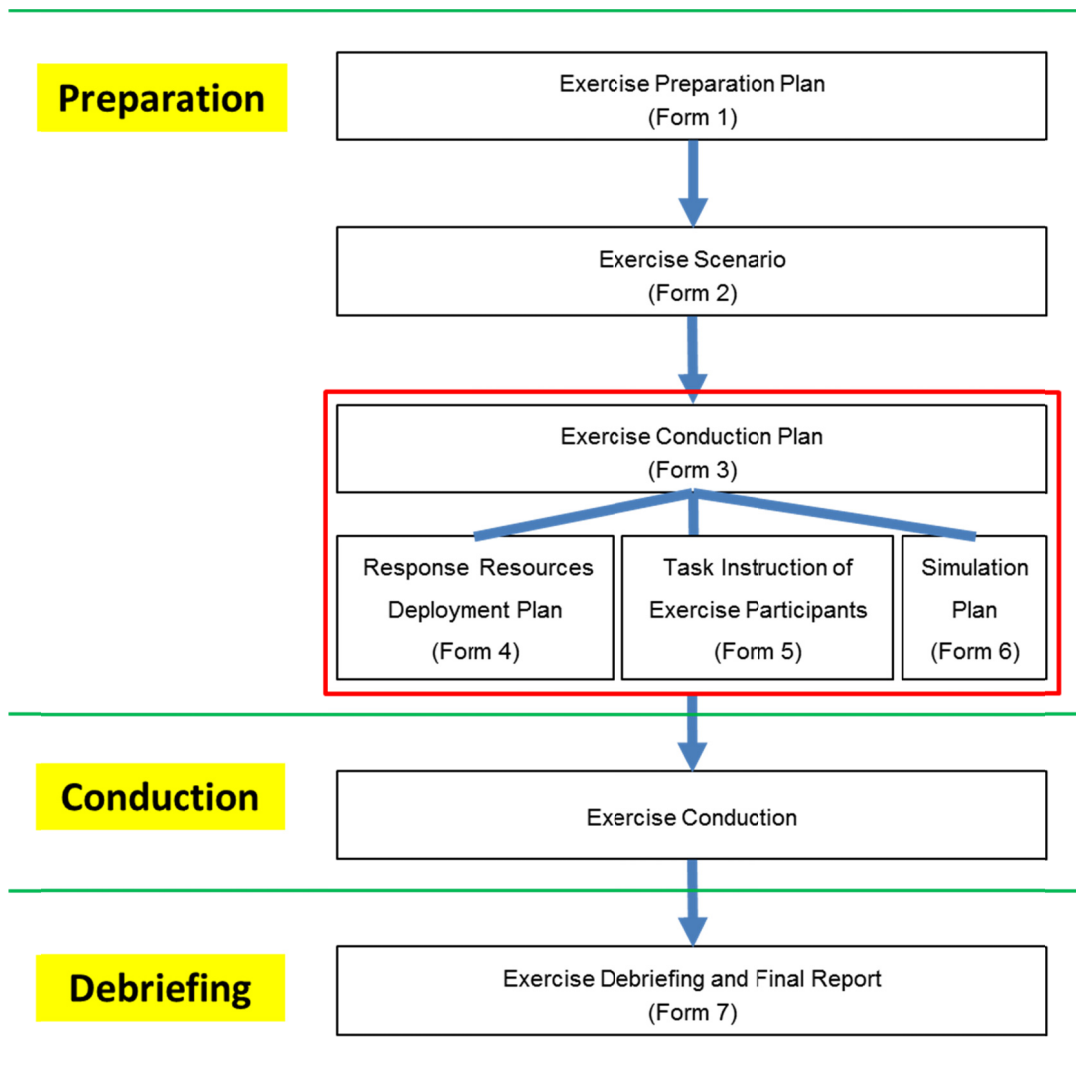 Preparation
Exercise Preparation Plan
(Form 1)
Exercise Scenario
(Form 2)
Exercise Conduction Plan
(Form 3)
Response Resources
Deployment Plan
(Form 4)
Task Instruction of
Exercise Participants
(Form 5)
Simulation
Plan
(Form 6)
Conduction
Exercise Conduction
Debriefing
Exercise Debriefing and Final Report
(Form 7)